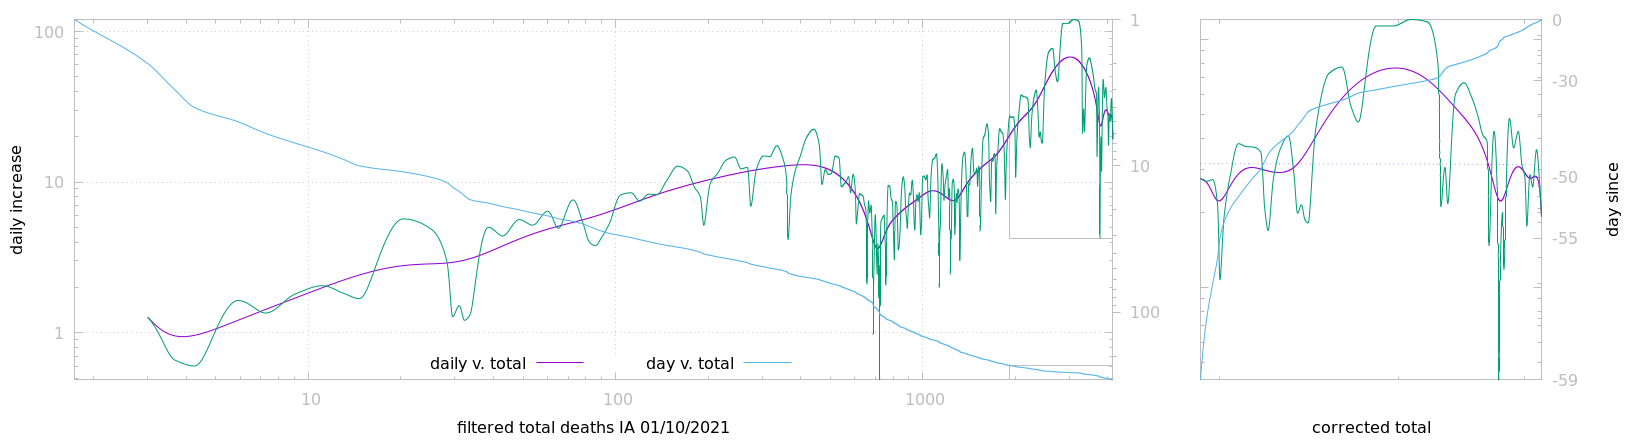 100
10
1
daily increase
10
100
1000
filtered total deaths IA 01/10/2021
daily v. total
day v. total
1
10
100
0
-30
-50
-55
-59
day since
corrected total